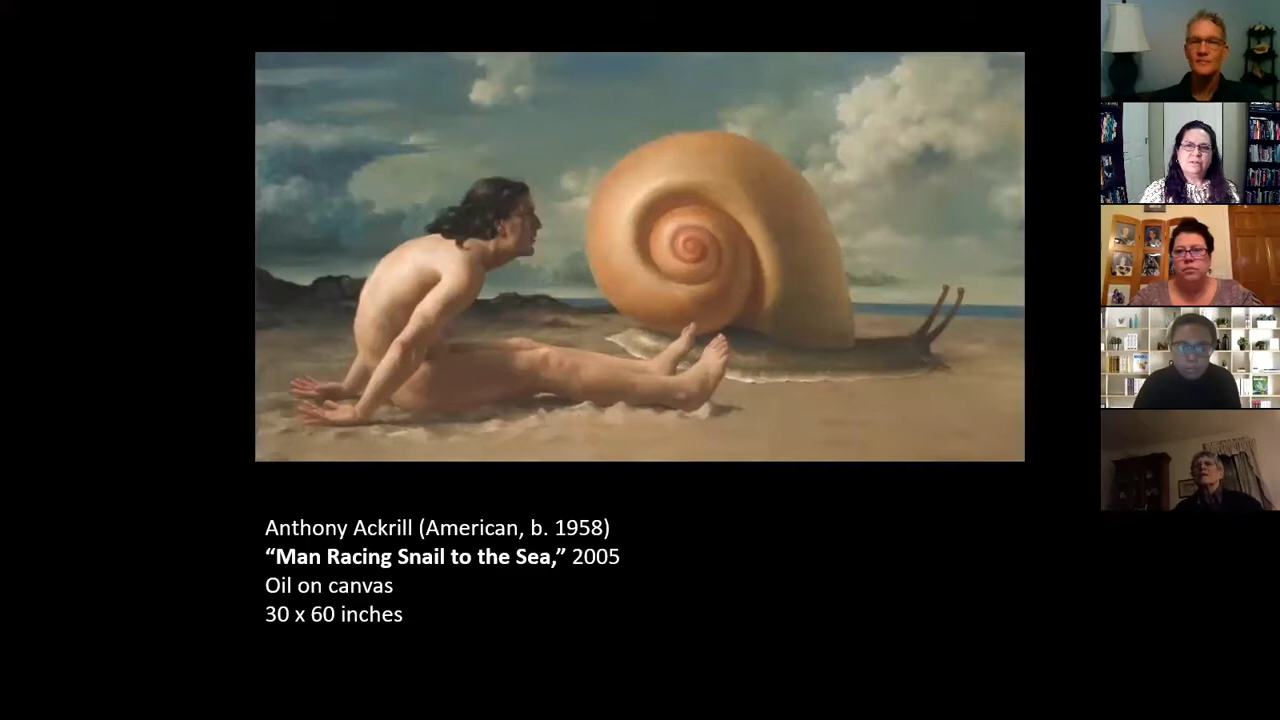 Anthony Ackrill (American, b. 1958)
“Man Racing Snail to the Sea,” 2005
Oil on canvas
30 x 60 inches